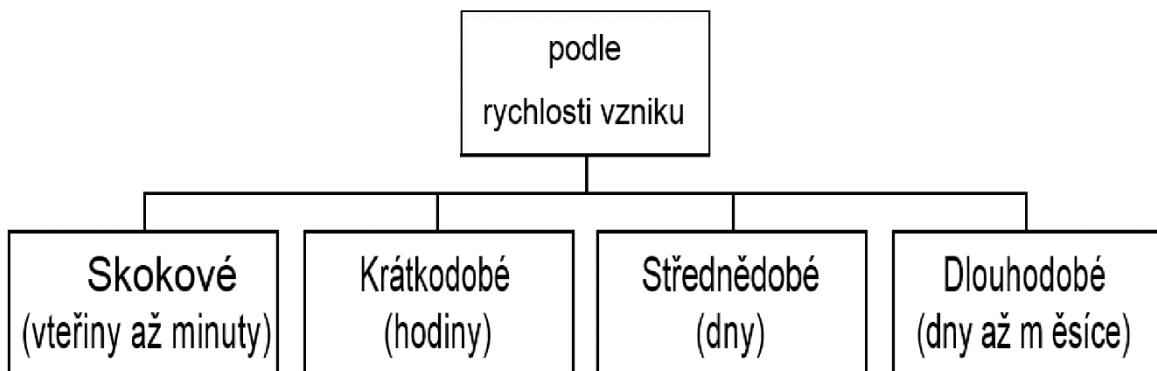 podle
rychlosti vzniku
Skokové
(vteřiny až minuty)
Krátkodobé
(hodiny)
Střednědobé
(dny)
Dlouhodobé
(dny až m ěsíce)